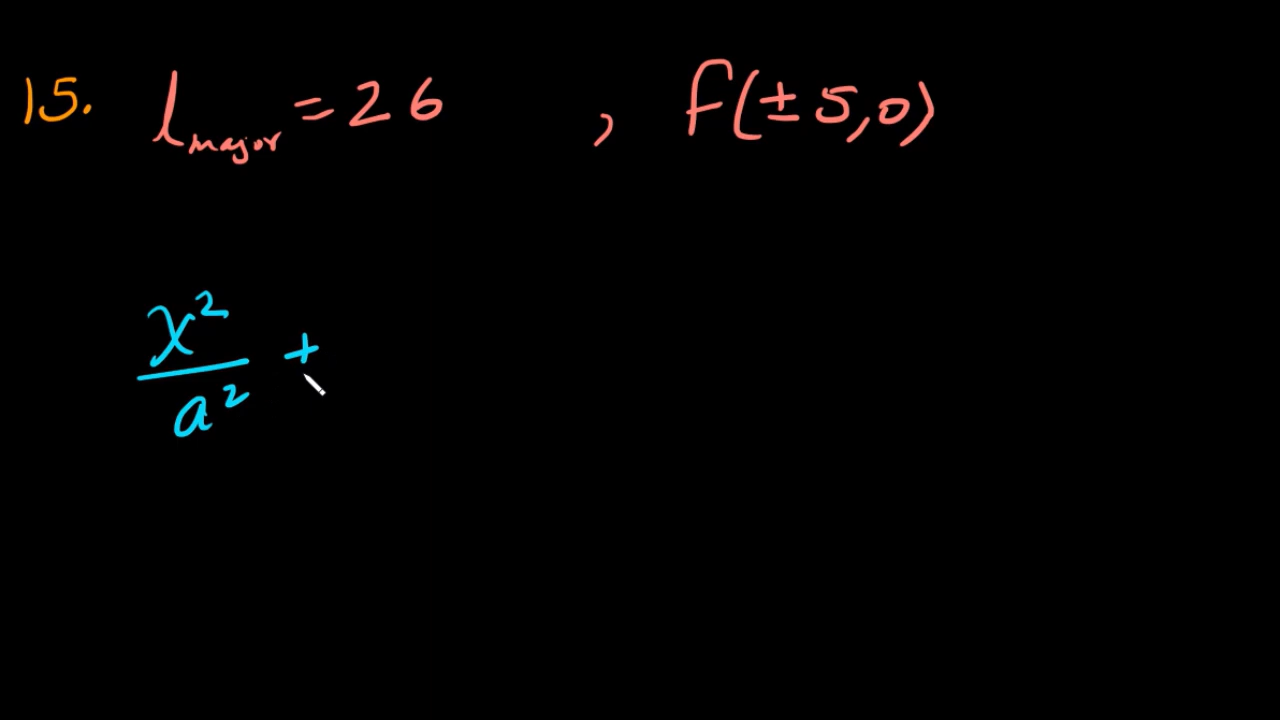 15. l_major = 26 , F(±5,0)
x²/a² +